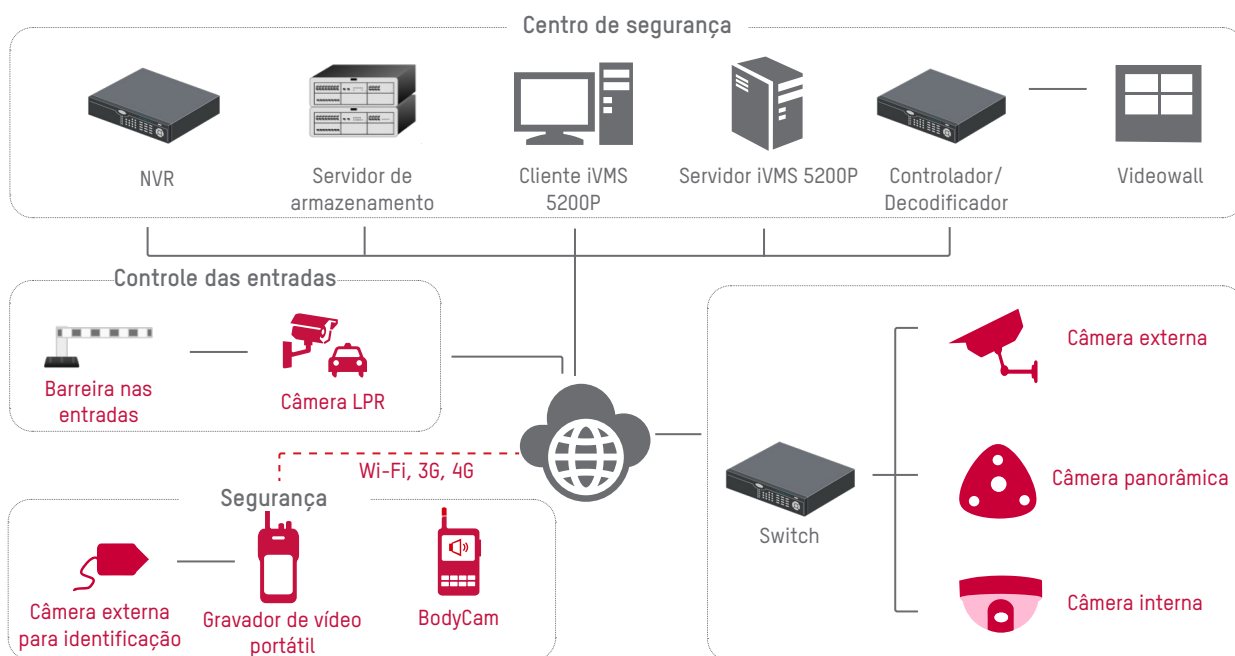 Centro de segurança
NVR
Servidor de
armazenamento
Cliente iVMS
5200P
Servidor iVMS 5200P
Controlador/
Decodificador
Videowall
Controle das entradas
Barreira nas
entradas
Câmera LPR
Wi-Fi, 3G, 4G
Segurança
Câmera externa
para identificação
Gravador de vídeo
portátil
BodyCam
Switch
Câmera externa
Câmera panorâmica
Câmera interna